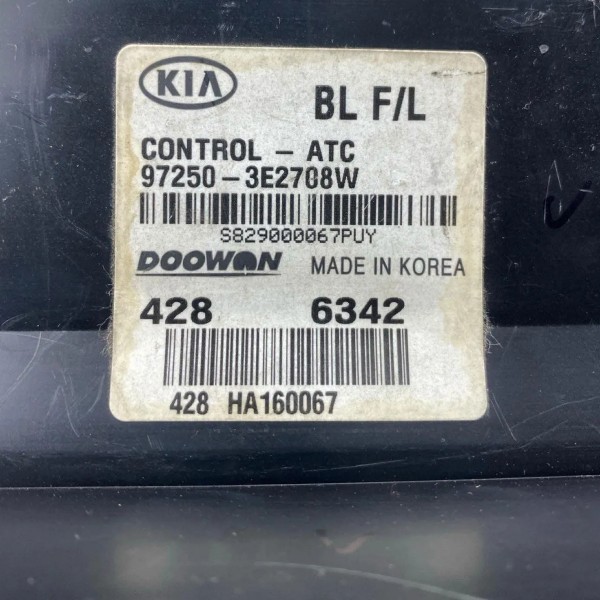 KIA BL F/L
CONTROL - ATC
97250-3E2708W
S829000067PUY
DOOWON MADE IN KOREA
428 6342
428 HA160067